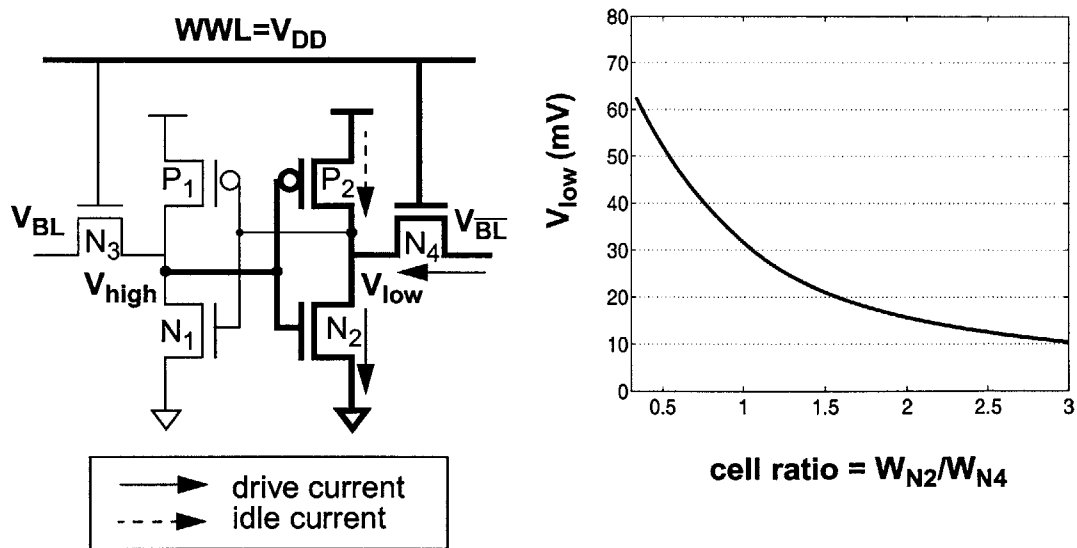 WWL=VDD
P1
P2
VBL
N3
VBL
N4
Vhigh
Vlow
N1
N2
drive current
idle current
Vlow (mV)
80
70
60
50
40
30
20
10
0
0.5 1 1.5 2 2.5 3
cell ratio = WN2/WN4